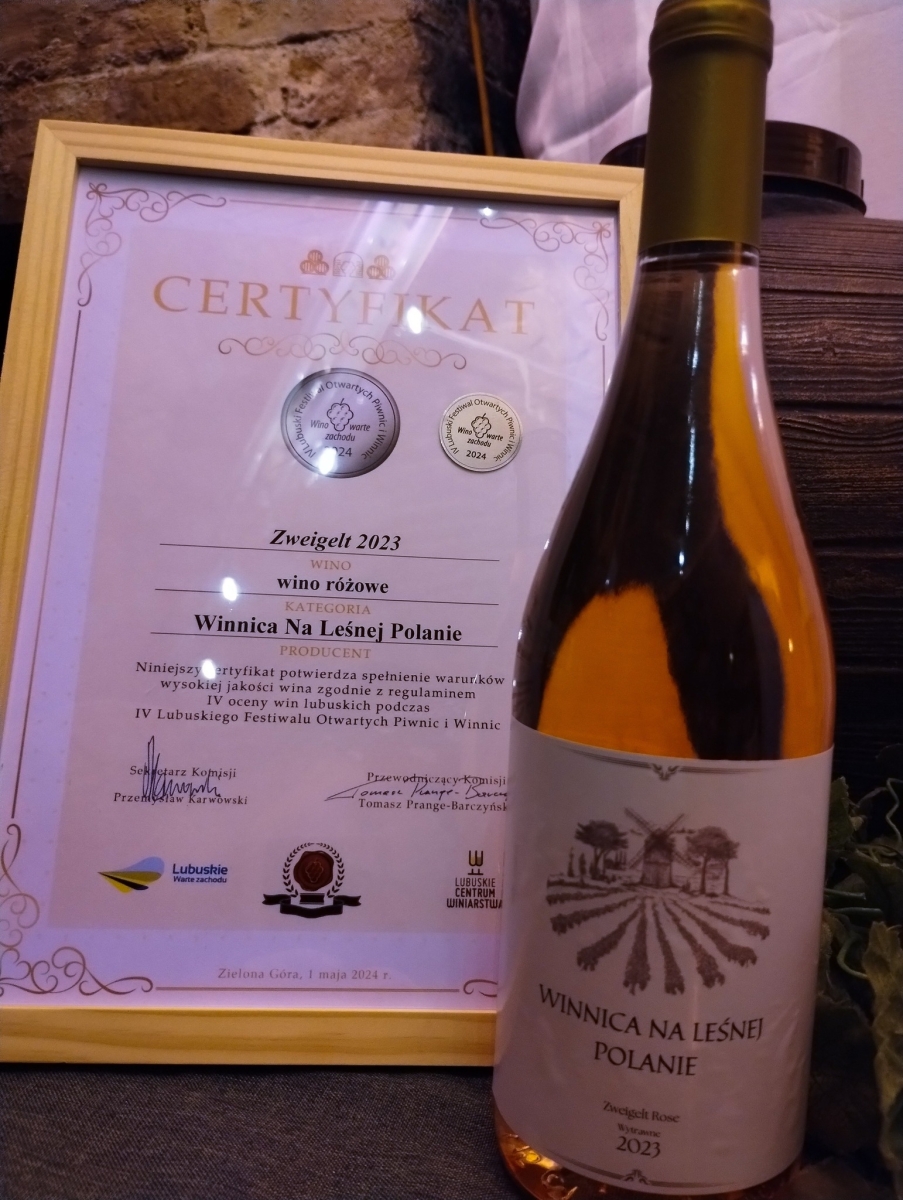 CERTYFIKAT
IV Lubuski Festiwal Otwartych Piwnic i Winnic
Wino warte
zachodu
2024
IV Lubuski Festiwal Otwartych Piwnic i Winnic
Wino warte
zachodu
2024
Zweigelt 2023
WINO
wino różowe
KATEGORIA
Winnica Na Leśnej Polanie
PRODUCENT
Niniejszy certyfikat potwierdza spełnienie warunków
wysokiej jakości wina zgodnie z regulaminem
IV oceny win lubuskich podczas
IV Lubuskiego Festiwalu Otwartych Piwnic i Winnic
Sekretarz Komisji
Przemysław Karwowski
Przewodniczący Komisji
Tomasz Prange-Barczyńsk
Lubuskie
Warte zachodu
LUBUSKIE
CENTRUM
WINIARSTWA
Zielona Góra, 1 maja 2024 r.
WINNICA NA LEŚNEJ
POLANIE
Zweigelt Rose
Wytrawne
2023